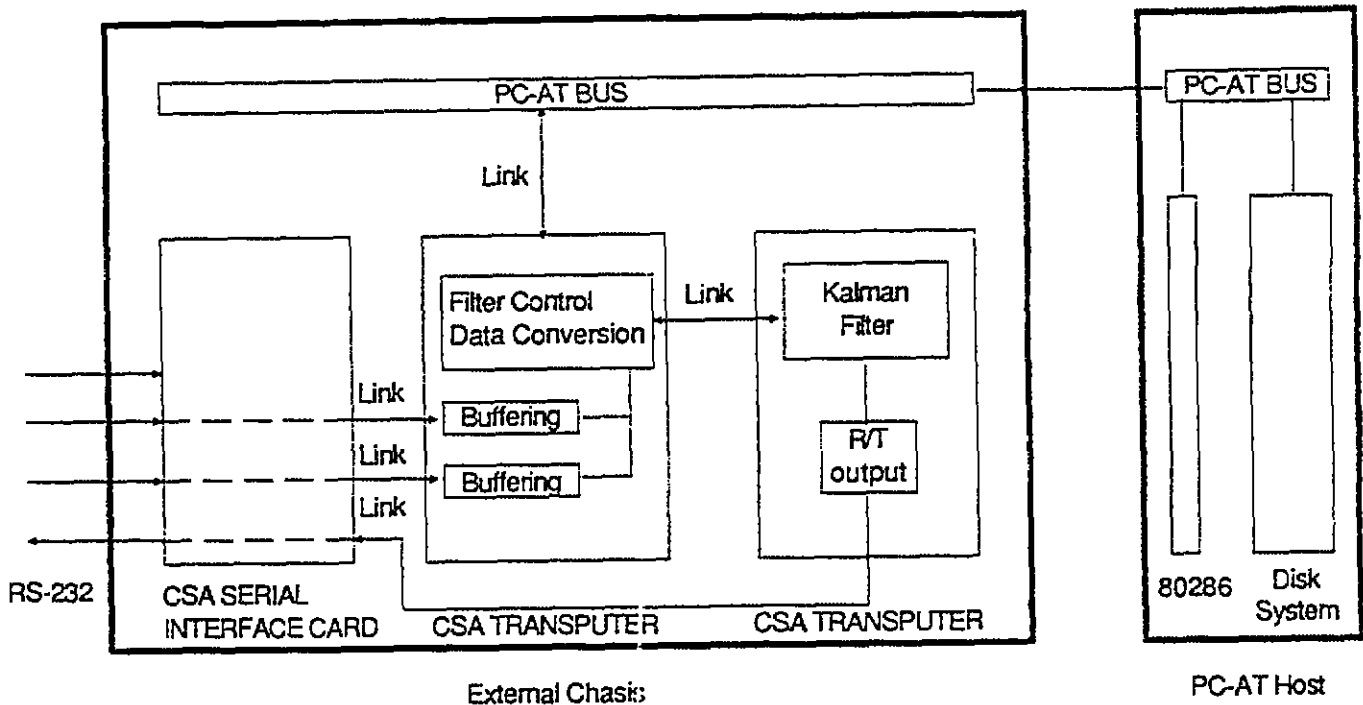 PC-AT BUS
PC-AT BUS
Link
Filter Control
Data Conversion
Link
Kalman
Filter
Link
Buffering
Link
Buffering
R/T
output
Link
RS-232
CSA SERIAL
INTERFACE CARD
CSA TRANSPUTER
CSA TRANSPUTER
80286
Disk
System
External Chasis
PC-AT Host